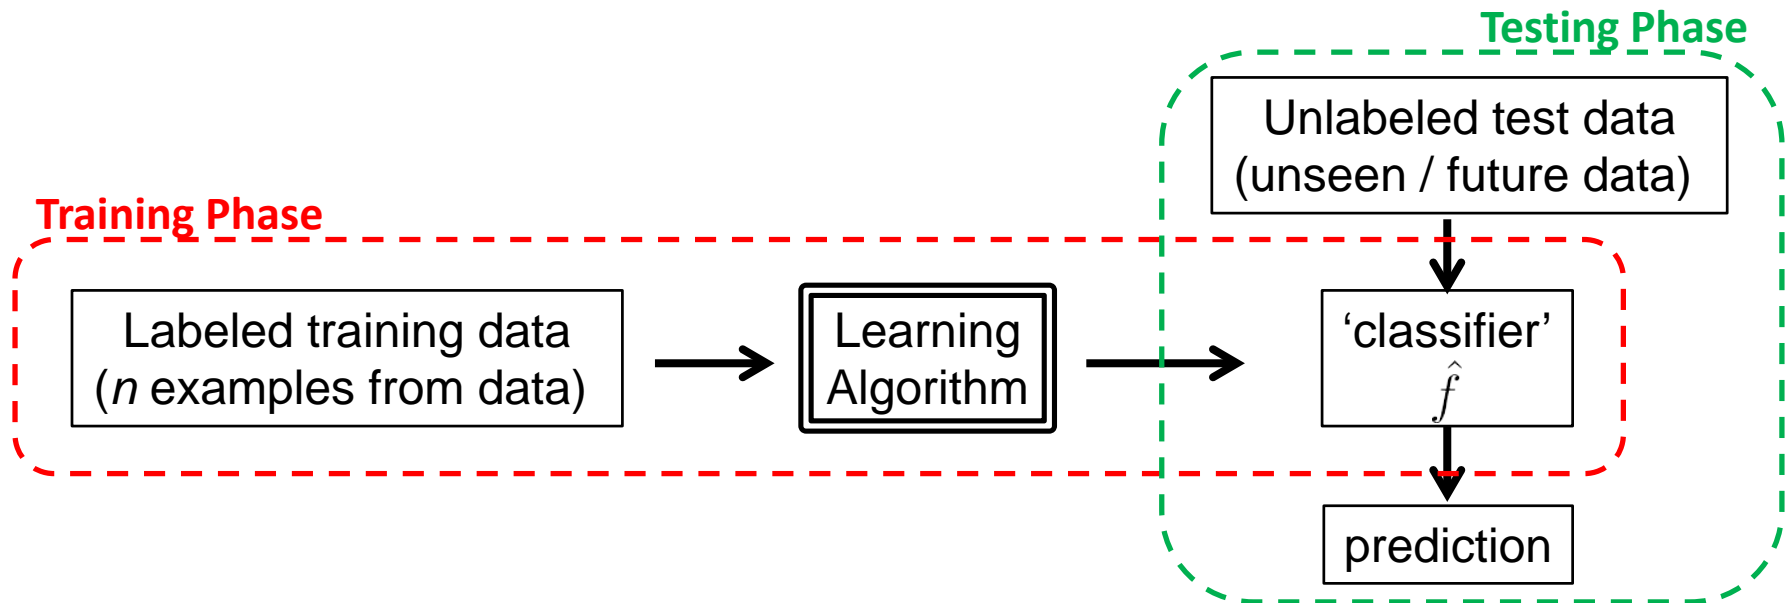 Testing Phase
Unlabeled test data
(unseen / future data)
Training Phase
Labeled training data
(n examples from data)
Learning
Algorithm
‘classifier’
f̂
prediction